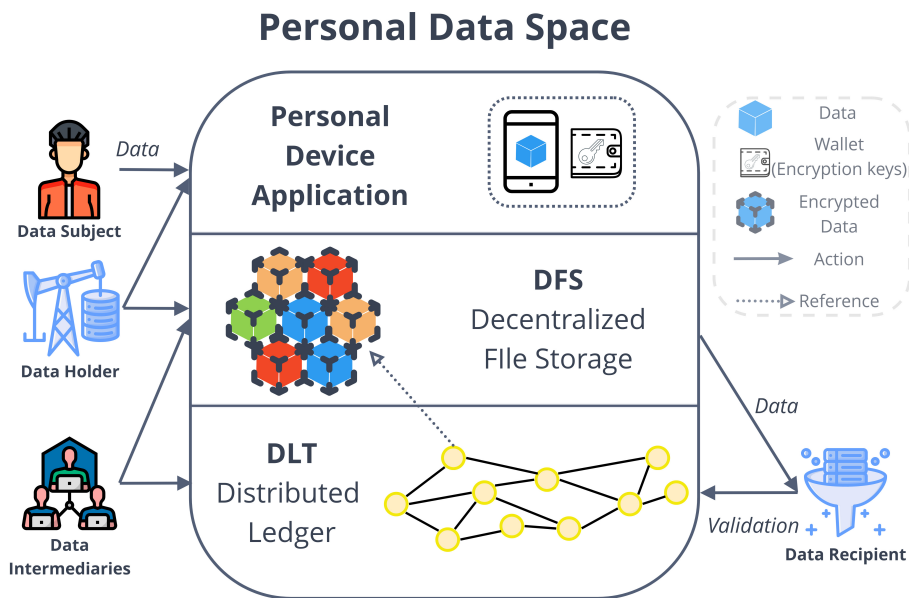 Personal Data Space
Personal
Device
Application
Data
Data Subject
Data Holder
Data
Intermediaries
DFS
Decentralized
FIle Storage
DLT
Distributed
Ledger
Data
Wallet
(Encryption keys)
Encrypted
Data
Action
Reference
Data
Validation
Data Recipient